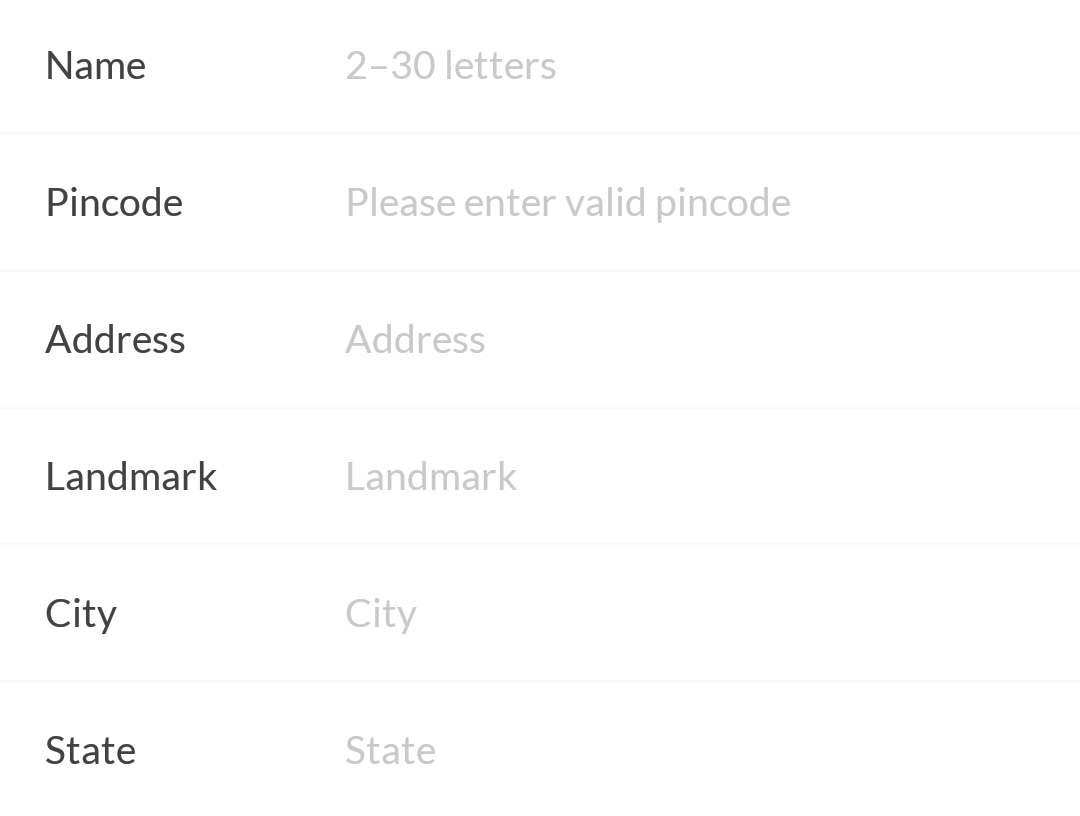 Name 2–30 letters
Pincode Please enter valid pincode
Address Address
Landmark Landmark
City City
State State